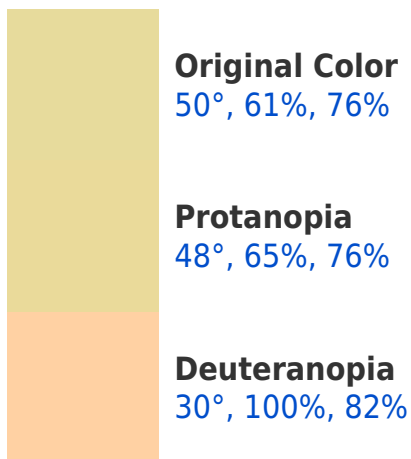 Original Color
50°, 61%, 76%
Protanopia
48°, 65%, 76%
Deuteranopia
30°, 100%, 82%